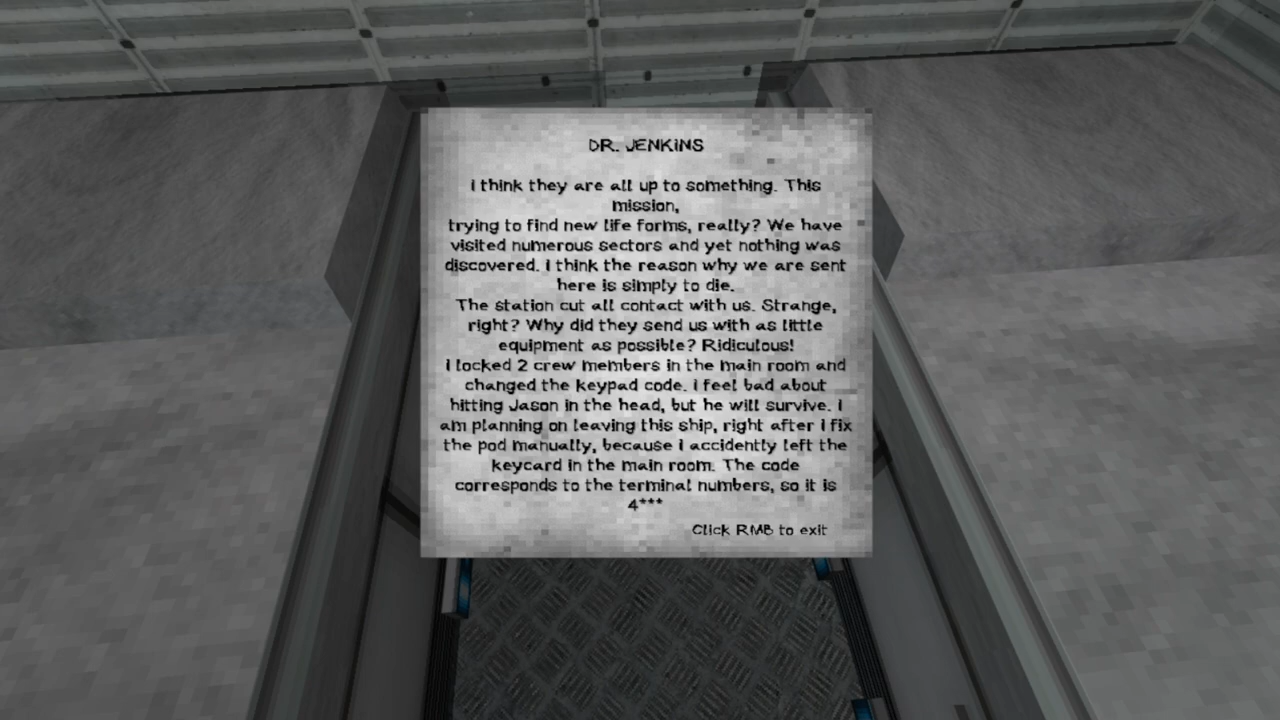 DR. JENKINS
I think they are all up to something. This
mission,
trying to find new life forms, really? We have
visited numerous sectors and yet nothing was
discovered. I think the reason why we are sent
here is simply to die.
The station cut all contact with us. Strange,
right? Why did they send us with as little
equipment as possible? Ridiculous!
I locked 2 crew members in the main room and
changed the keypad code. I feel bad about
hitting Jason in the head, but he will survive. I
am planning on leaving this ship, right after I fix
the pod manually, because I accidently left the
keycard in the main room. The code
corresponds to the terminal numbers, so it is
4***
Click RMB to exit